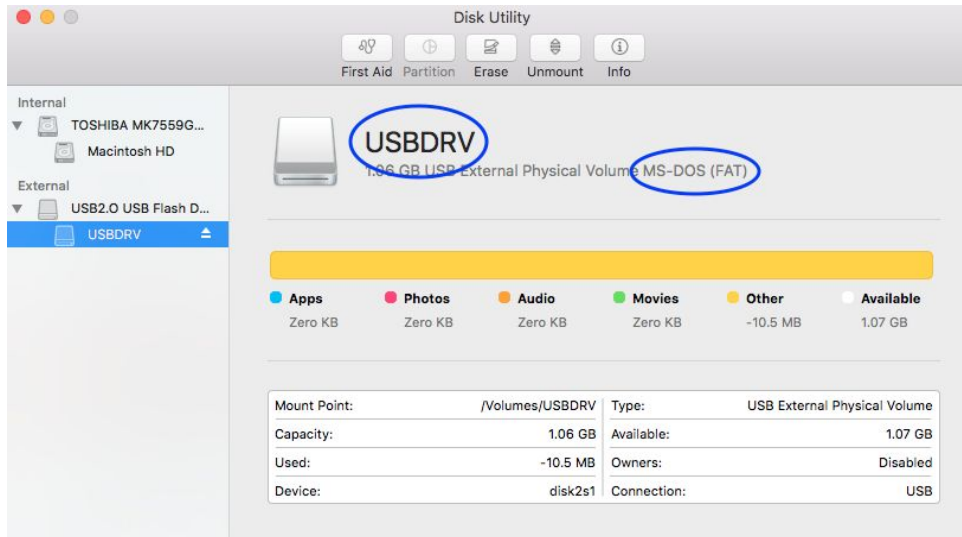 Disk Utility
First Aid Partition Erase Unmount Info
Internal
TOSHIBA MK7559G...
Macintosh HD
External
USB2.0 USB Flash D...
USBDRV
USBDRV
1.06 GB USB External Physical Volume MS-DOS (FAT)
Apps Photos Audio Movies Other Available
Zero KB Zero KB Zero KB Zero KB -10.5 MB 1.07 GB
Mount Point: /Volumes/USBDRV Type: USB External Physical Volume
Capacity: 1.06 GB Available: 1.07 GB
Used: -10.5 MB Owners: Disabled
Device: disk2s1 Connection: USB